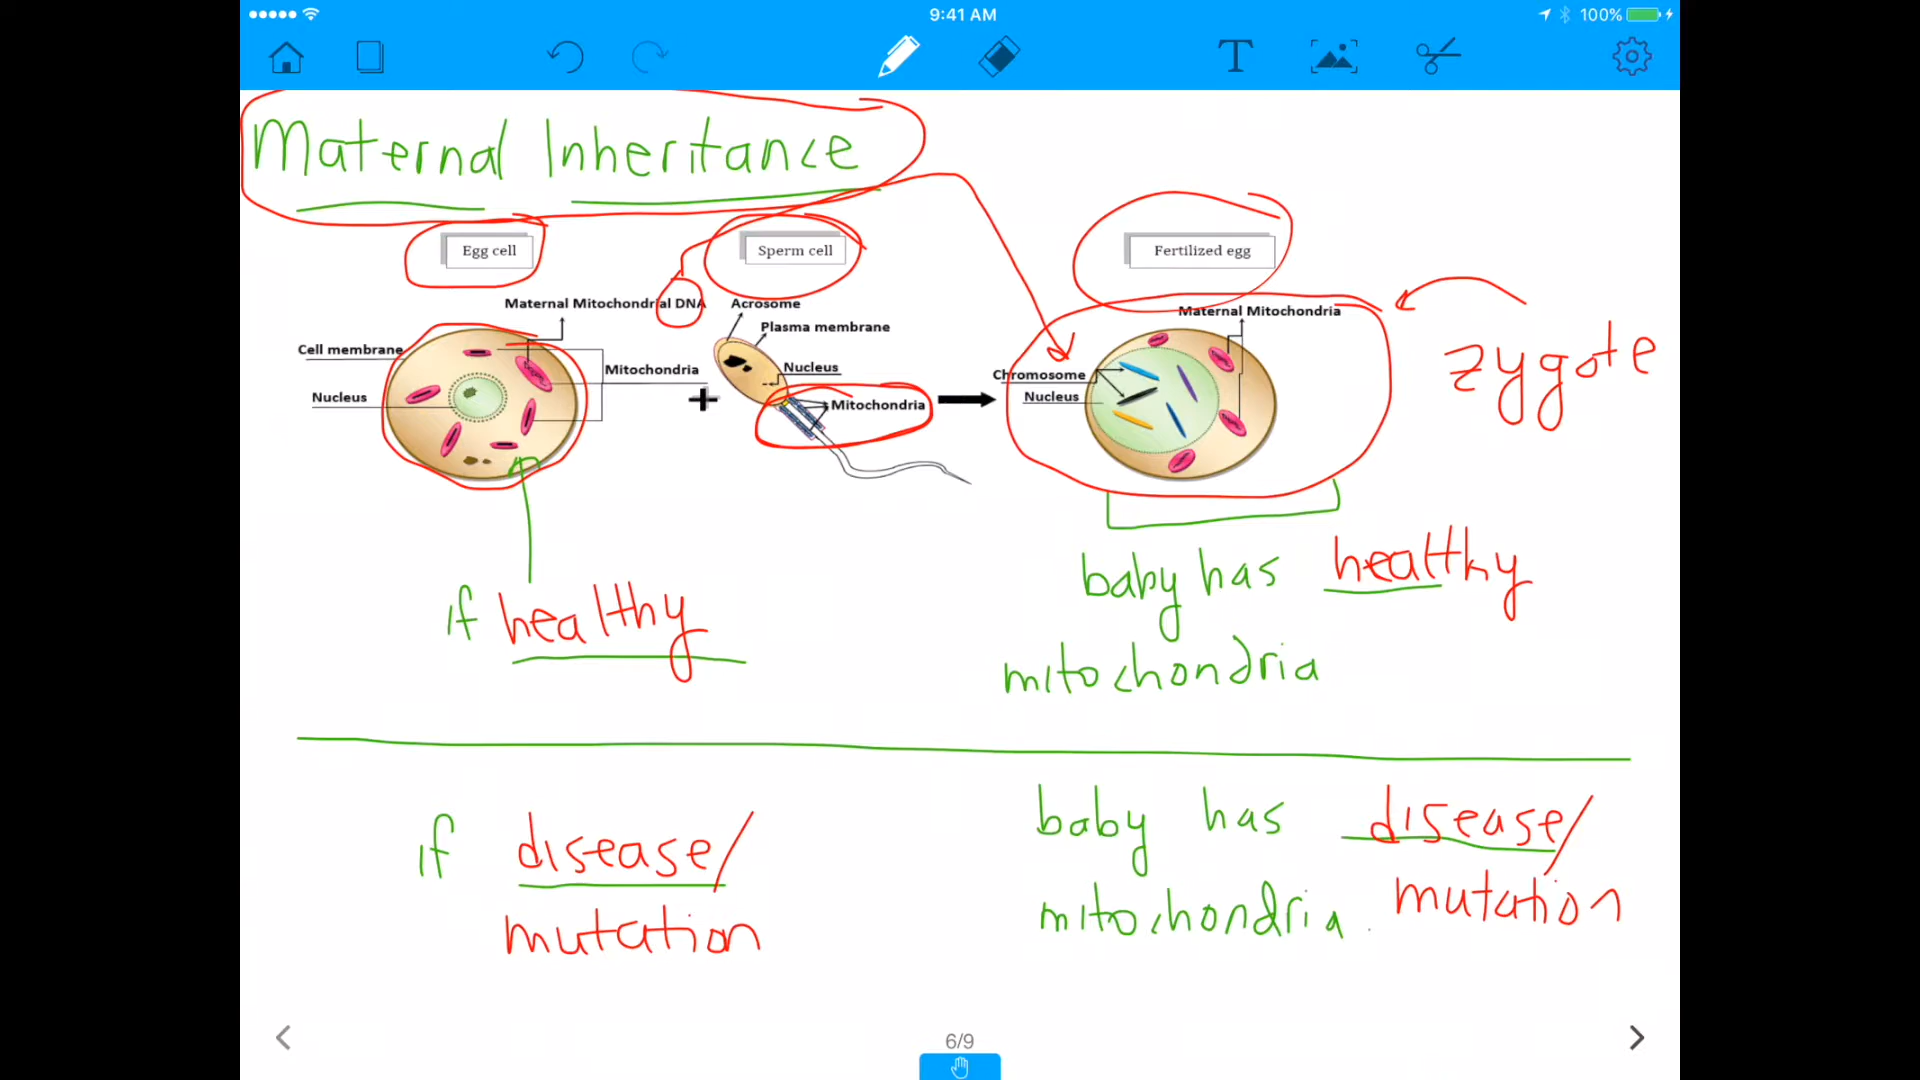 9:41 AM
100%
T
Maternal Inheritance
Egg cell
Sperm cell
Fertilized egg
Maternal Mitochondrial DNA
Acrosome
Maternal Mitochondria
Plasma membrane
Cell membrane
Mitochondria
Nucleus
Chromosome
Nucleus
Nucleus
Mitochondria
+
zygote
if healthy
baby has healthy
mitochondria
if disease/
mutation
baby has disease/
mitochondria. mutation
6/9